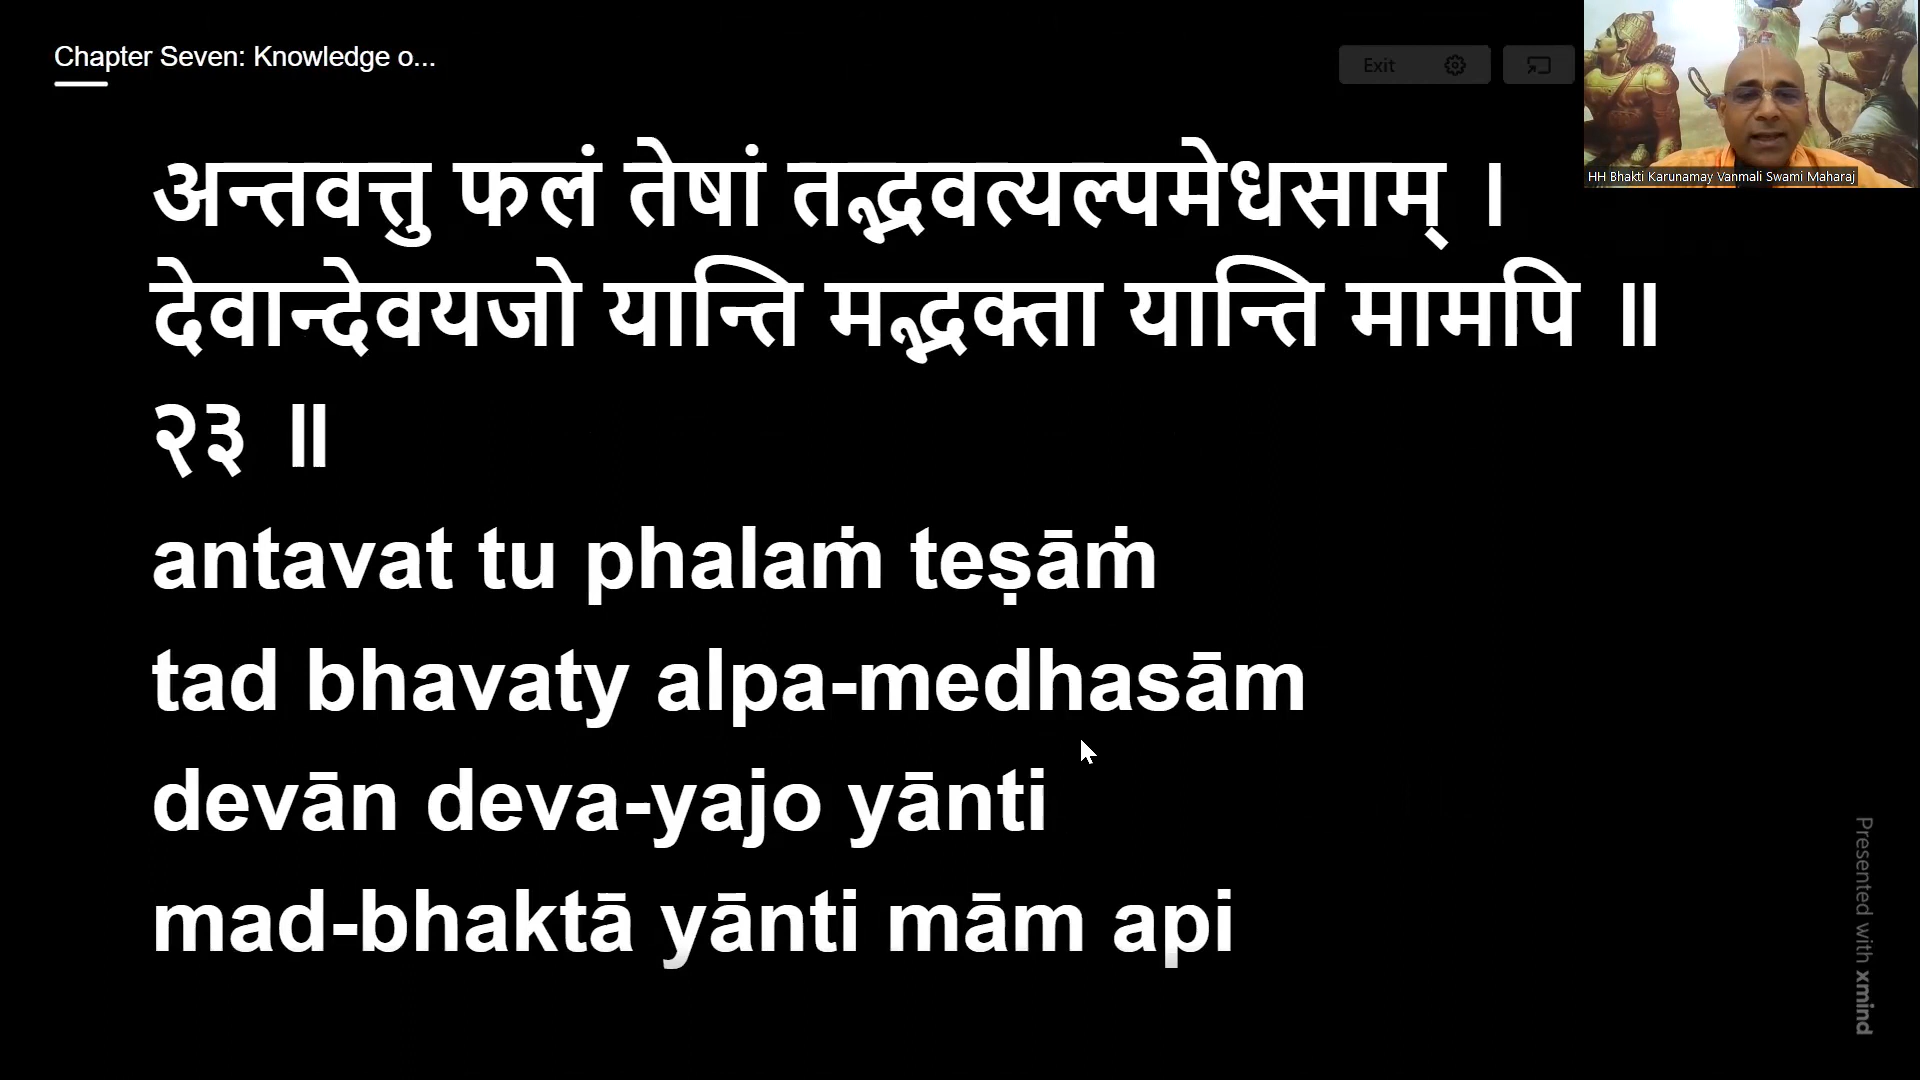 Chapter Seven: Knowledge o...
Exit
HH Bhakti Karunamay Vanmali Swami Maharaj
अन्तवत्तु फलं तेषां तद्भवत्यल्पमेधसाम् ।
देवान्देवयजो यान्ति मद्भक्ता यान्ति मामपि ॥
२३ ॥
antavat tu phalaṁ teṣāṁ
tad bhavaty alpa-medhasām
devān deva-yajo yānti
mad-bhaktā yānti mām api
Presented with xmind